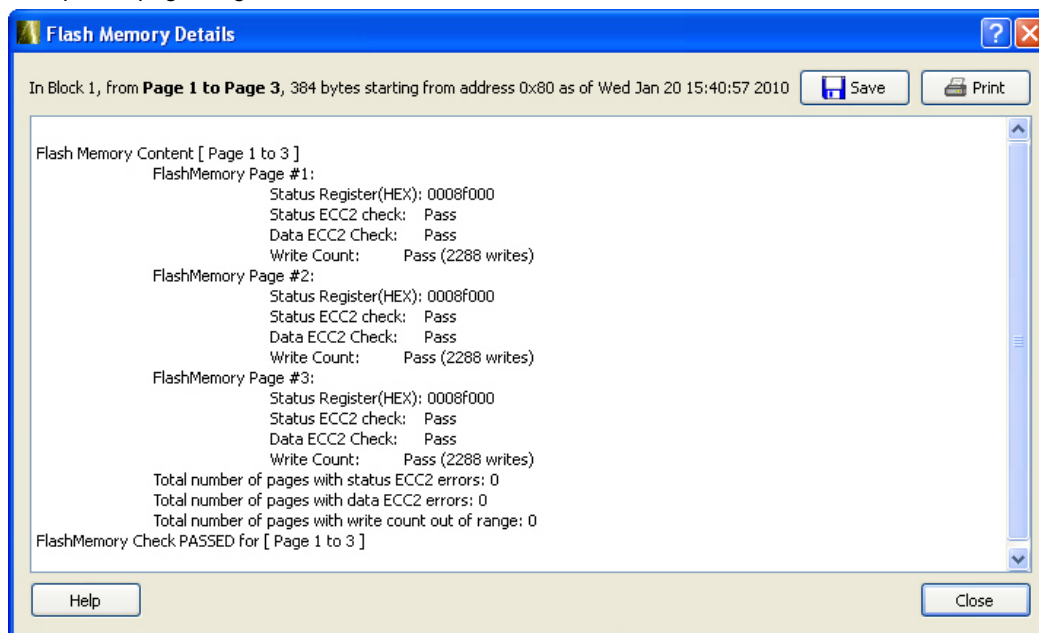 Flash Memory Details
In Block 1, from Page 1 to Page 3, 384 bytes starting from address 0x80 as of Wed Jan 20 15:40:57 2010 Save Print
Flash Memory Content [ Page 1 to 3 ]
FlashMemory Page #1:
Status Register(HEX): 0008f000
Status ECC2 check: Pass
Data ECC2 Check: Pass
Write Count: Pass (2288 writes)
FlashMemory Page #2:
Status Register(HEX): 0008f000
Status ECC2 check: Pass
Data ECC2 Check: Pass
Write Count: Pass (2288 writes)
FlashMemory Page #3:
Status Register(HEX): 0008f000
Status ECC2 check: Pass
Data ECC2 Check: Pass
Write Count: Pass (2288 writes)
Total number of pages with status ECC2 errors: 0
Total number of pages with data ECC2 errors: 0
Total number of pages with write count out of range: 0
FlashMemory Check PASSED for [ Page 1 to 3 ]
Help Close